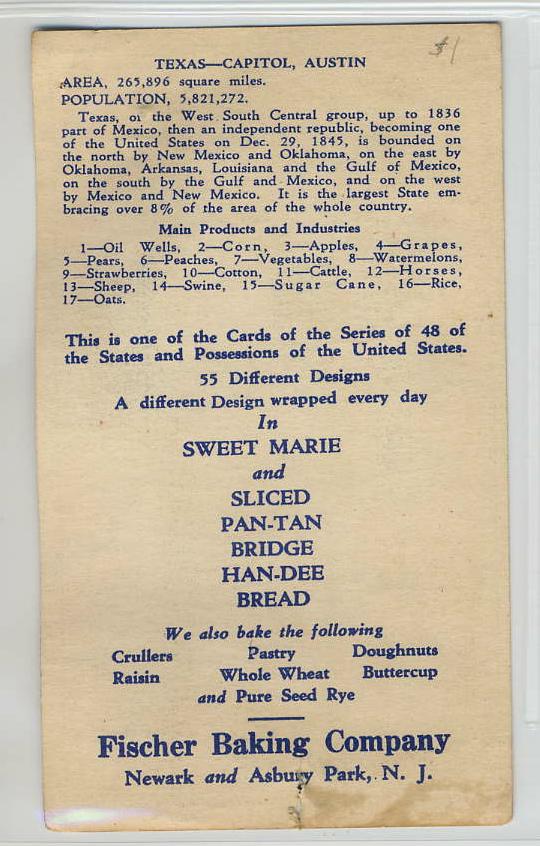 $1
TEXAS—CAPITOL, AUSTIN
AREA, 265,896 square miles.
POPULATION, 5,821,272.
Texas, of the West South Central group, up to 1836
part of Mexico, then an independent republic, becoming one
of the United States on Dec. 29, 1845, is bounded on
the north by New Mexico and Oklahoma, on the east by
Oklahoma, Arkansas, Louisiana and the Gulf of Mexico,
on the south by the Gulf and Mexico, and on the west
by Mexico and New Mexico. It is the largest State em-
bracing over 8% of the area of the whole country.
Main Products and Industries
1—Oil Wells, 2—Corn, 3—Apples, 4—Grapes,
5—Pears, 6—Peaches, 7—Vegetables, 8—Watermelons,
9—Strawberries, 10—Cotton, 11—Cattle, 12—Horses,
13—Sheep, 14—Swine, 15—Sugar Cane, 16—Rice,
17—Oats.
This is one of the Cards of the Series of 48 of
the States and Possessions of the United States.
55 Different Designs
A different Design wrapped every day
In
SWEET MARIE
and
SLICED
PAN-TAN
BRIDGE
HAN-DEE
BREAD
We also bake the following
Crullers Pastry Doughnuts
Raisin Whole Wheat Buttercup
and Pure Seed Rye
Fischer Baking Company
Newark and Asbury Park, N. J.